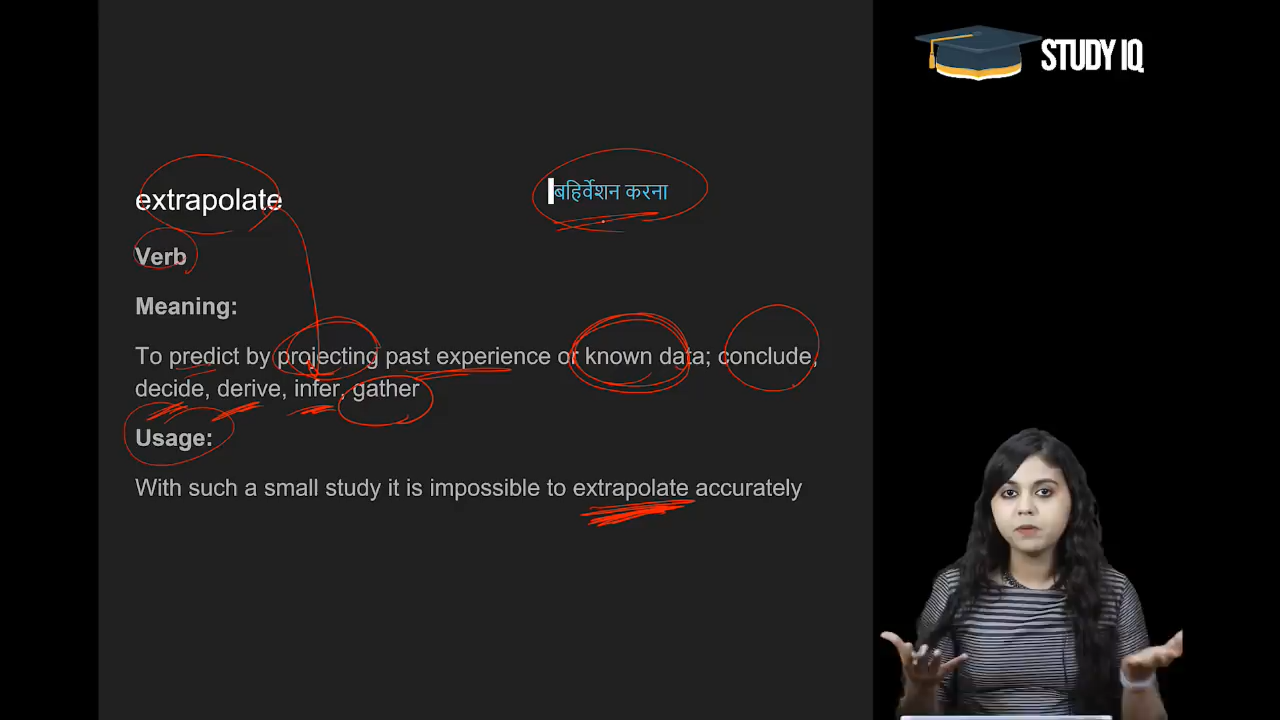 STUDY IQ
extrapolate
बहिर्वेशन करना
Verb
Meaning:
To predict by projecting past experience or known data; conclude,
decide, derive, infer, gather
Usage:
With such a small study it is impossible to extrapolate accurately